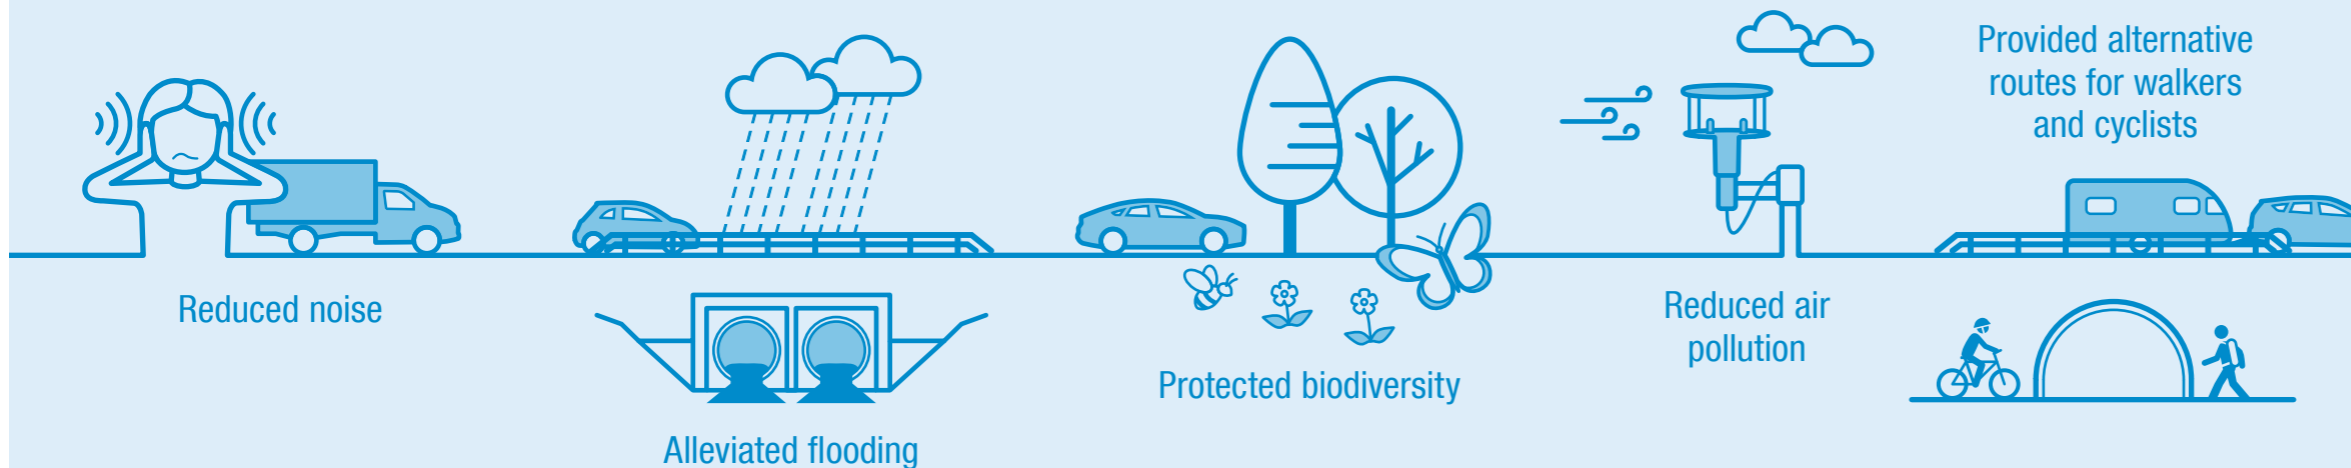 Reduced noise
Alleviated flooding
Protected biodiversity
Reduced air
pollution
Provided alternative
routes for walkers
and cyclists